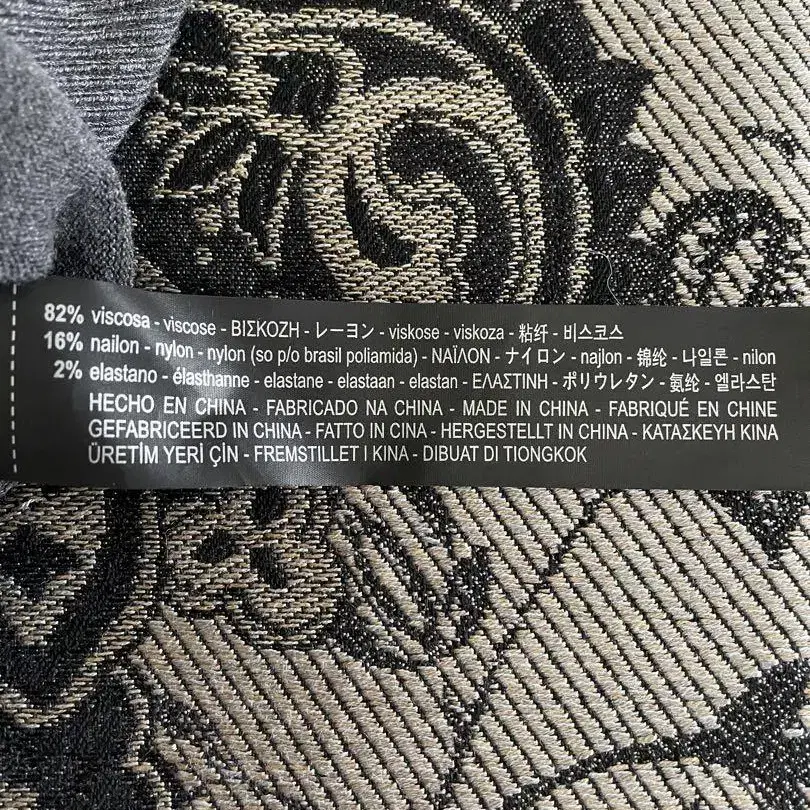 82% viscosa - viscose - ΒΙΣΚΟΖΗ - レーヨン - viskose - viskoza - 粘纤 - 비스코스
16% nailon - nylon - nylon (so p/o brasil poliamida) - ΝΑΪΛΟΝ - ナイロン - najlon - 锦纶 - 나일론 - nilon
2% elastano - élasthanne - elastane - elastaan - elastan - ΕΛΑΣΤΙΝΗ - ポリウレタン - 氨纶 - 엘라스탄
HECHO EN CHINA - FABRICADO NA CHINA - MADE IN CHINA - FABRIQUÉ EN CHINE
GEFABRICEERD IN CHINA - FATTO IN CINA - HERGESTELLT IN CHINA - ΚΑΤΑΣΚΕΥΗ ΚΙΝΑ
ÜRETİM YERİ ÇİN - FREMSTILLET I KINA - DIBUAT DI TIONGKOK